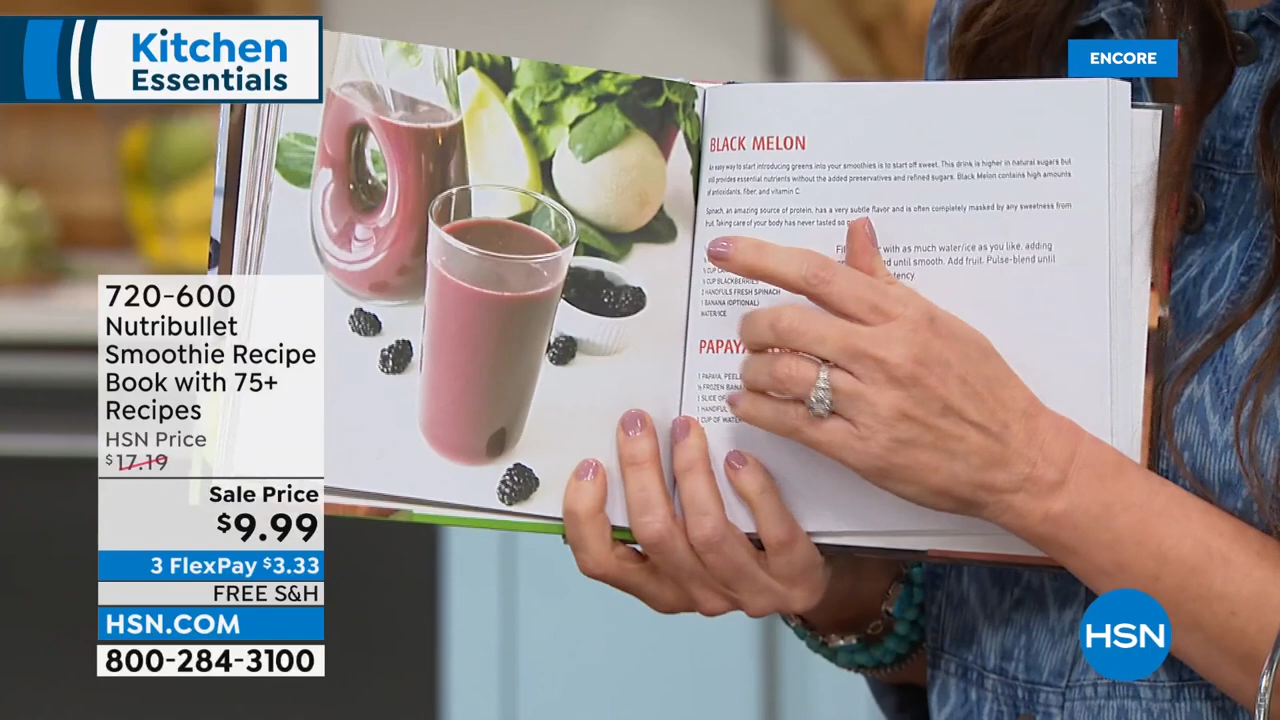 Kitchen
Essentials
ENCORE
720-600
Nutribullet
Smoothie Recipe
Book with 75+
Recipes
HSN Price
$17.19
Sale Price
$9.99
3 FlexPay $3.33
FREE S&H
HSN.COM
800-284-3100
BLACK MELON
An easy way to start introducing greens into your smoothies is to start off sweet. This drink is higher in natural sugars but
still provides essential nutrients without the added preservatives and refined sugars. Black Melon contains high amounts
of antioxidants, fiber, and vitamin C.
Spinach, an amazing source of protein, has a very subtle flavor and is often completely masked by any sweetness from
fruit. Taking care of your body has never tasted so
with as much water/ice as you like, adding
until smooth. Add fruit. Pulse-blend until
½ CUP BLACKBERRIES
2 HANDFULS FRESH SPINACH
1 BANANA (OPTIONAL)
WATER/ICE
PAPAYA
1 PAPAYA,
½ FROZEN
1 SLICE OF
1 HANDFUL
1 CUP OF WATER
HSN